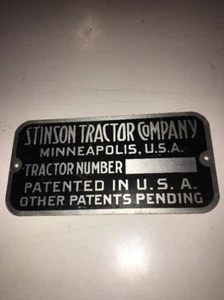 STINSON TRACTOR COMPANY
MINNEAPOLIS, U.S.A.
TRACTOR NUMBER
PATENTED IN U.S.A.
OTHER PATENTS PENDING